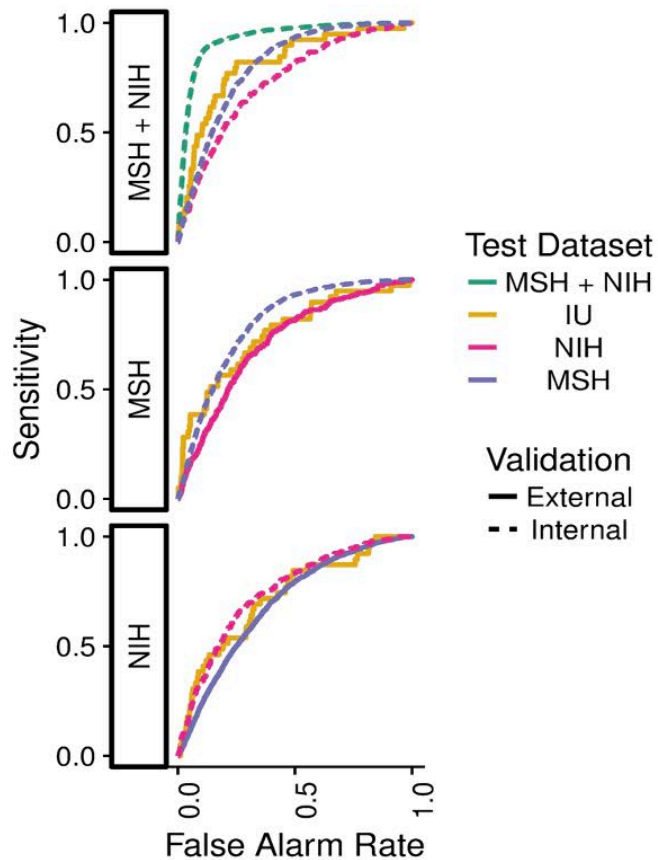 1.0
0.5
0.0
MSH + NIH
1.0
0.5
0.0
MSH
Sensitivity
1.0
0.5
0.0
NIH
0.0
0.5
1.0
False Alarm Rate
Test Dataset
MSH + NIH
IU
NIH
MSH
Validation
External
Internal